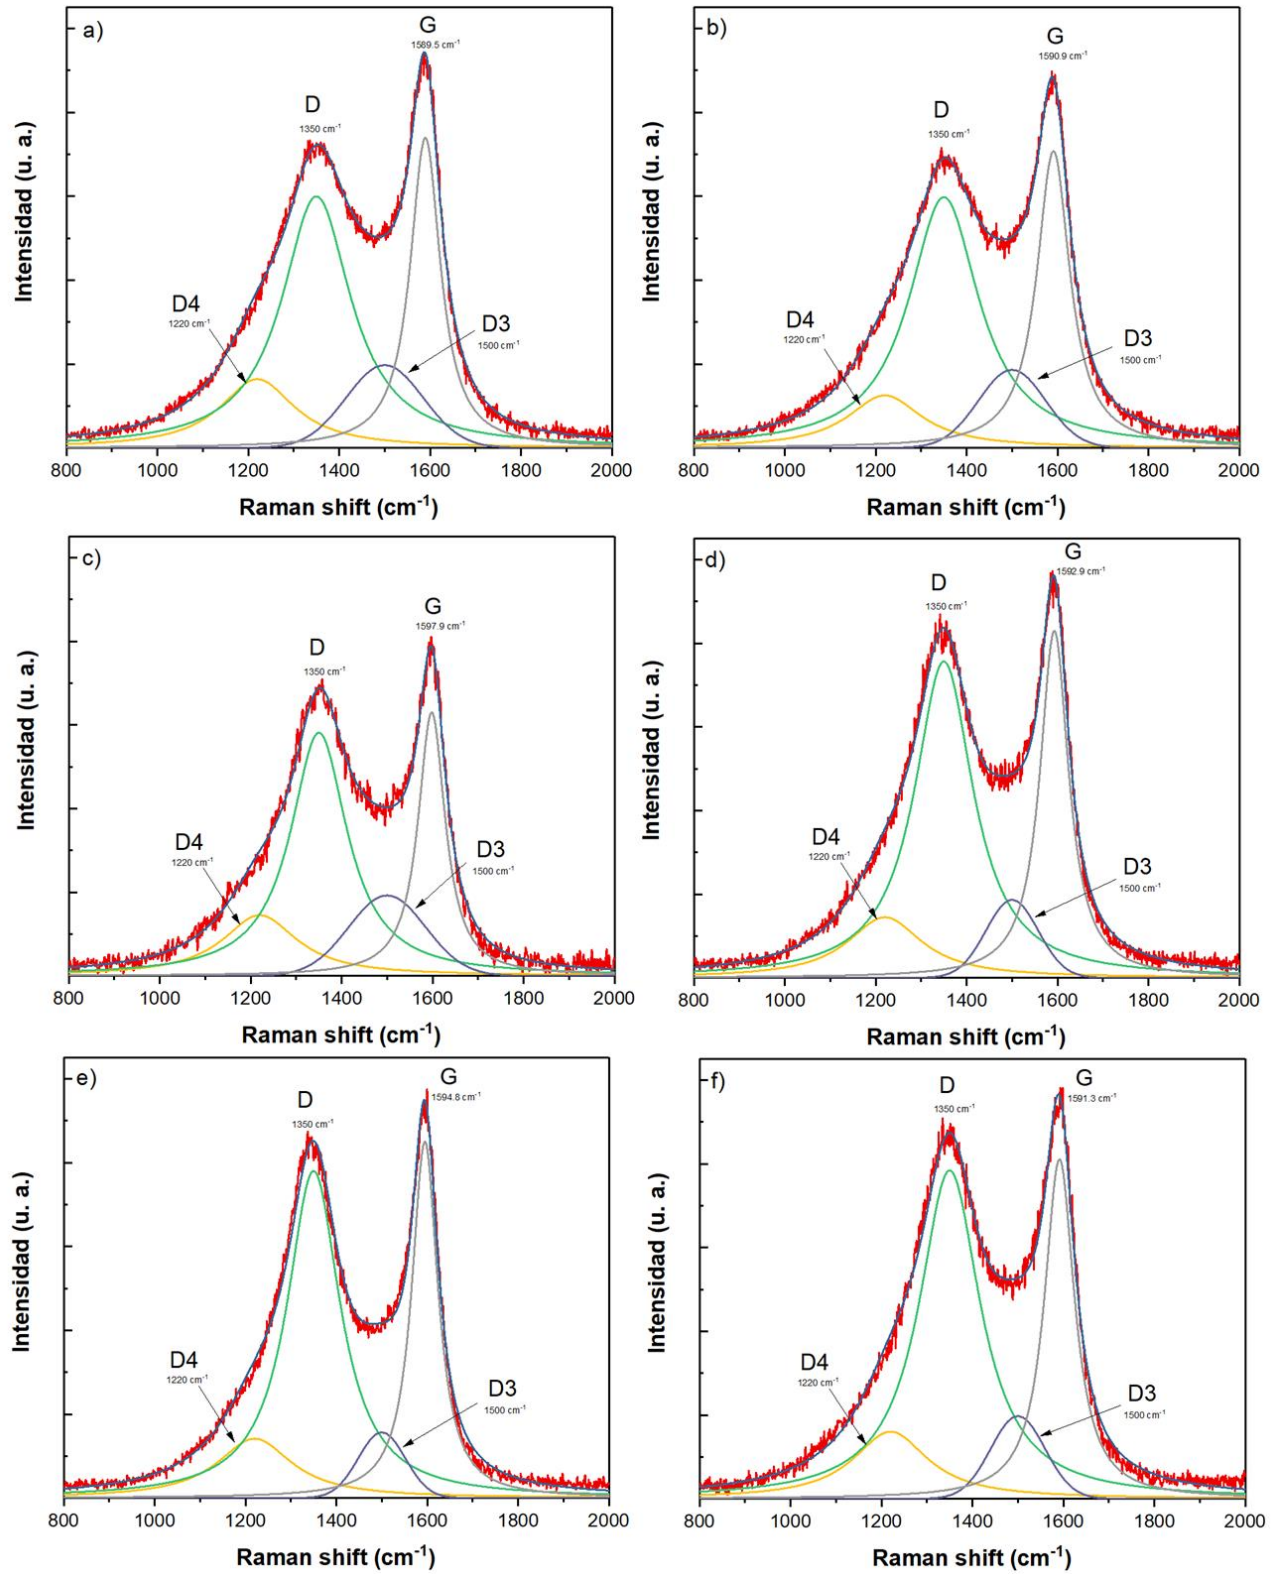 a)
G
1589.5 cm⁻¹
D
1350 cm⁻¹
D4
1220 cm⁻¹
D3
1500 cm⁻¹
Intensidad (u. a.)
800 1000 1200 1400 1600 1800 2000
Raman shift (cm⁻¹)
b)
G
1590.9 cm⁻¹
D
1350 cm⁻¹
D4
1220 cm⁻¹
D3
1500 cm⁻¹
Intensidad (u. a.)
800 1000 1200 1400 1600 1800 2000
Raman shift (cm⁻¹)
c)
G
1597.9 cm⁻¹
D
1350 cm⁻¹
D4
1220 cm⁻¹
D3
1500 cm⁻¹
Intensidad (u. a.)
800 1000 1200 1400 1600 1800 2000
Raman shift (cm⁻¹)
d)
G
1592.9 cm⁻¹
D
1350 cm⁻¹
D4
1220 cm⁻¹
D3
1500 cm⁻¹
Intensidad (u. a.)
800 1000 1200 1400 1600 1800 2000
Raman shift (cm⁻¹)
e)
G
1594.8 cm⁻¹
D
1350 cm⁻¹
D4
1220 cm⁻¹
D3
1500 cm⁻¹
Intensidad (u. a.)
800 1000 1200 1400 1600 1800 2000
Raman shift (cm⁻¹)
f)
G
1591.3 cm⁻¹
D
1350 cm⁻¹
D4
1220 cm⁻¹
D3
1500 cm⁻¹
Intensidad (u. a.)
800 1000 1200 1400 1600 1800 2000
Raman shift (cm⁻¹)